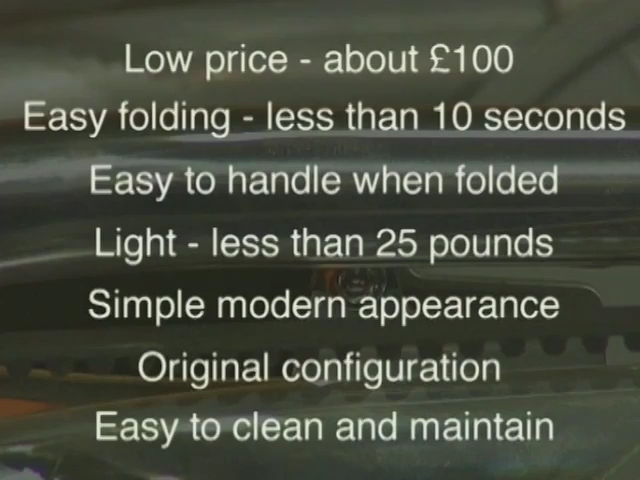 Low price - about £100
Easy folding - less than 10 seconds
Easy to handle when folded
Light - less than 25 pounds
Simple modern appearance
Original configuration
Easy to clean and maintain